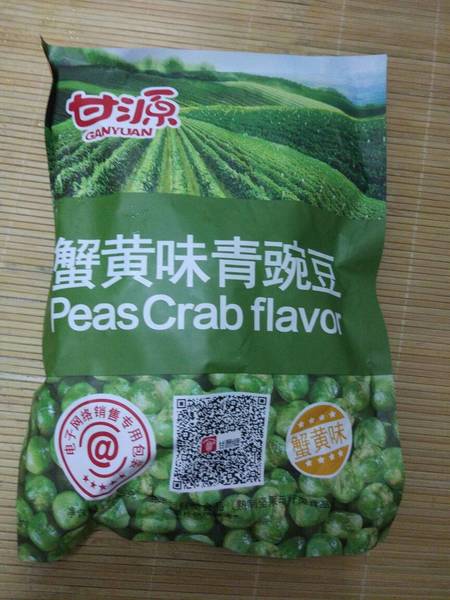 甘源
GANYUAN
蟹黄味青豌豆
Peas Crab flavor
电子网络销售专用包装
@
蟹黄味